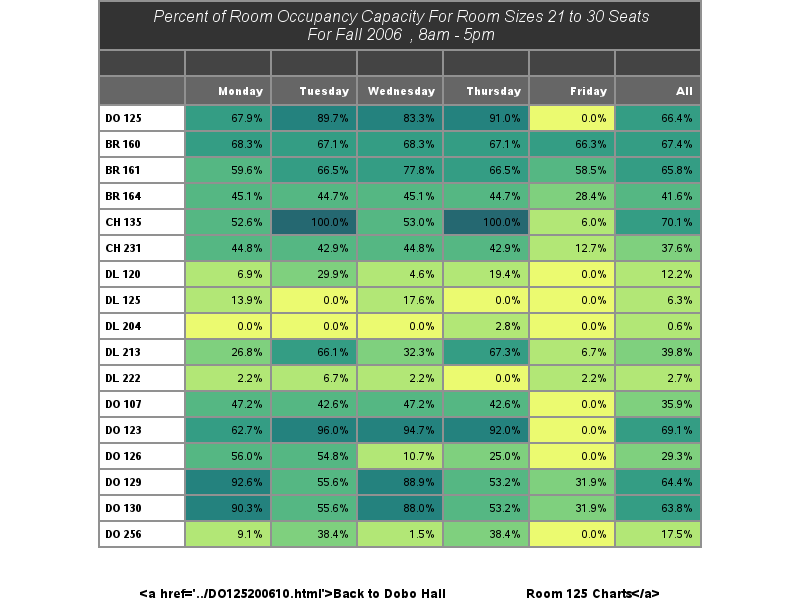 Percent of Room Occupancy Capacity For Room Sizes 21 to 30 Seats
For Fall 2006 , 8am - 5pm
Monday Tuesday Wednesday Thursday Friday All
DO 125 67.9% 89.7% 83.3% 91.0% 0.0% 66.4%
BR 160 68.3% 67.1% 68.3% 67.1% 66.3% 67.4%
BR 161 59.6% 66.5% 77.8% 66.5% 58.5% 65.8%
BR 164 45.1% 44.7% 45.1% 44.7% 28.4% 41.6%
CH 135 52.6% 100.0% 53.0% 100.0% 6.0% 70.1%
CH 231 44.8% 42.9% 44.8% 42.9% 12.7% 37.6%
DL 120 6.9% 29.9% 4.6% 19.4% 0.0% 12.2%
DL 125 13.9% 0.0% 17.6% 0.0% 0.0% 6.3%
DL 204 0.0% 0.0% 0.0% 2.8% 0.0% 0.6%
DL 213 26.8% 66.1% 32.3% 67.3% 6.7% 39.8%
DL 222 2.2% 6.7% 2.2% 0.0% 2.2% 2.7%
DO 107 47.2% 42.6% 47.2% 42.6% 0.0% 35.9%
DO 123 62.7% 96.0% 94.7% 92.0% 0.0% 69.1%
DO 126 56.0% 54.8% 10.7% 25.0% 0.0% 29.3%
DO 129 92.6% 55.6% 88.9% 53.2% 31.9% 64.4%
DO 130 90.3% 55.6% 88.0% 53.2% 31.9% 63.8%
DO 256 9.1% 38.4% 1.5% 38.4% 0.0% 17.5%
<a href='../DO125200610.html'>Back to Dobo Hall Room 125 Charts</a>